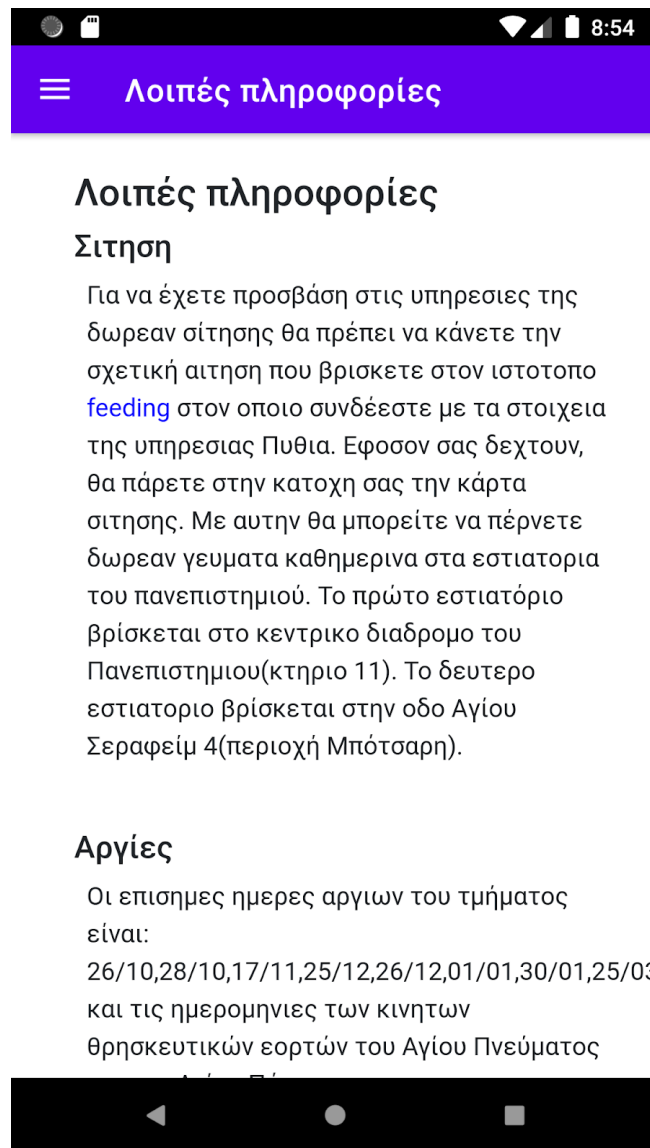 8:54
Λοιπές πληροφορίες
Λοιπές πληροφορίες
Σιτηση
Για να έχετε προσβάση στις υπηρεσιες της
δωρεαν σίτησης θα πρέπει να κάνετε την
σχετική αιτηση που βρισκετε στον ιστοτοπο
feeding στον οποιο συνδέεστε με τα στοιχεια
της υπηρεσιας Πυθια. Εφοσον σας δεχτουν,
θα πάρετε στην κατοχη σας την κάρτα
σιτησης. Με αυτην θα μπορείτε να πέρνετε
δωρεαν γευματα καθημερινα στα εστιατορια
του πανεπιστημιού. Το πρώτο εστιατόριο
βρίσκεται στο κεντρικο διαδρομο του
Πανεπιστημιου(κτηριο 11). Το δευτερο
εστιατοριο βρίσκεται στην οδο Αγίου
Σεραφείμ 4(περιοχή Μπότσαρη).
Αργίες
Οι επισημες ημερες αργιων του τμήματος
είναι:
26/10,28/10,17/11,25/12,26/12,01/01,30/01,25/03
και τις ημερομηνιες των κινητων
θρησκευτικών εορτών του Αγίου Πνεύματος